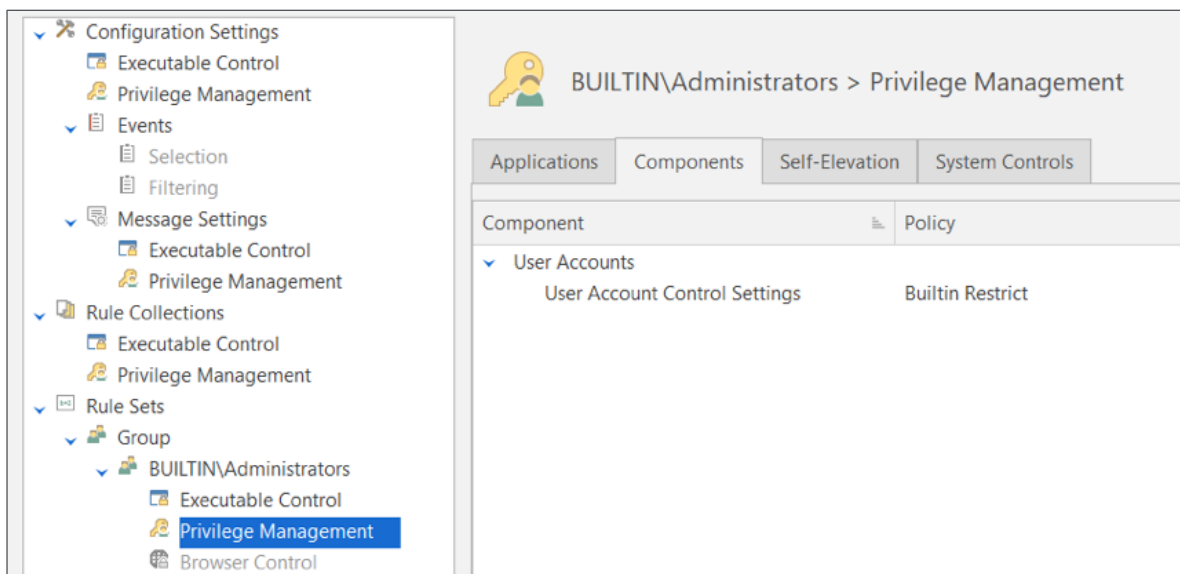 Configuration Settings
Executable Control
Privilege Management
Events
Selection
Filtering
Message Settings
Executable Control
Privilege Management
Rule Collections
Executable Control
Privilege Management
Rule Sets
Group
BUILTIN\Administrators
Executable Control
Privilege Management
Browser Control
BUILTIN\Administrators > Privilege Management
Applications Components Self-Elevation System Controls
Component Policy
User Accounts
User Account Control Settings Builtin Restrict